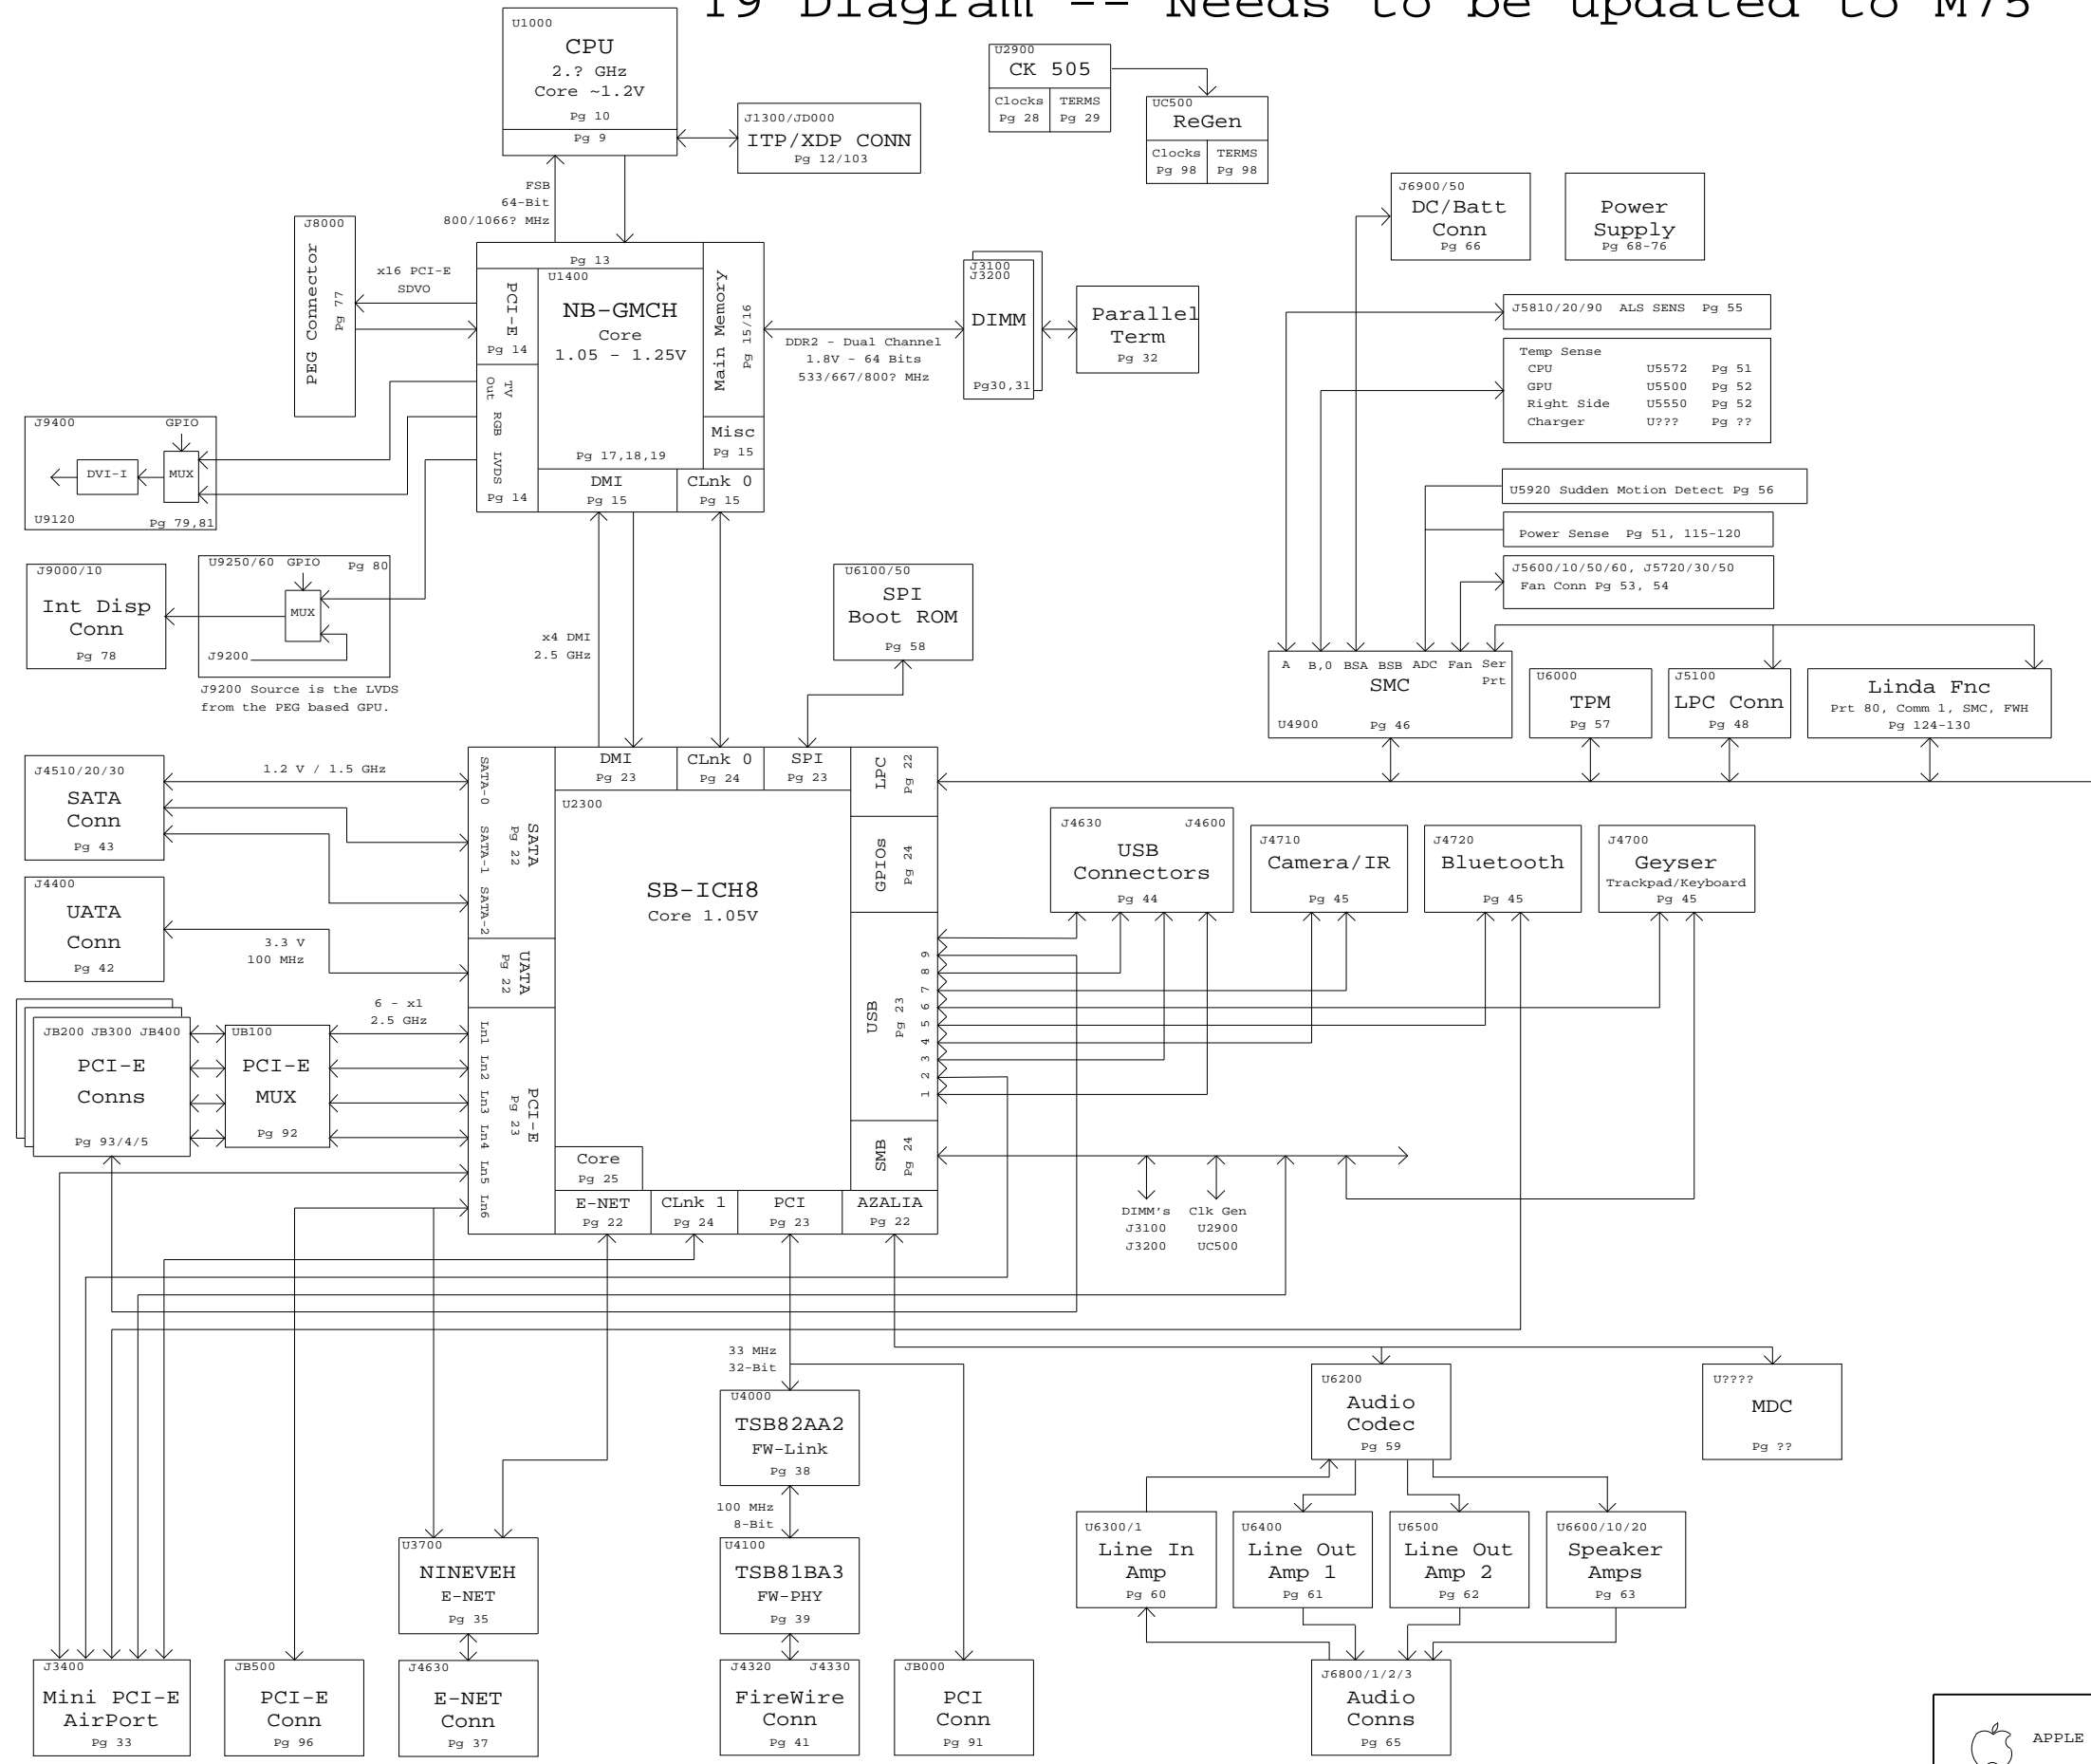 T9 Diagram -- Needs to be updated to M75
U1000
CPU
2.? GHz
Core ~1.2V
Pg 10
Pg 9
J1300/JD000
ITP/XDP CONN
Pg 12/103
U2900
CK 505
Clocks
Pg 28
TERMS
Pg 29
UC500
ReGen
Clocks
Pg 98
TERMS
Pg 98
FSB
64-Bit
800/1066? MHz
J6900/50
DC/Batt
Conn
Pg 66
Power
Supply
Pg 68-76
J8000
PEG Connector
Pg 77
x16 PCI-E
SDVO
Pg 13
U1400
NB-GMCH
Core
1.05 - 1.25V
Pg 17,18,19
PCI-E
Pg 14
TV
Out
RGB
LVDS
Pg 14
Main Memory
Pg 15/16
Misc
Pg 15
DMI
Pg 15
CLnk 0
Pg 15
DDR2 - Dual Channel
1.8V - 64 Bits
533/667/800? MHz
J3100
J3200
DIMM
Pg30,31
Parallel
Term
Pg 32
J5810/20/90 ALS SENS Pg 55
Temp Sense
CPU U5572 Pg 51
GPU U5500 Pg 52
Right Side U5550 Pg 52
Charger U??? Pg ??
U5920 Sudden Motion Detect Pg 56
Power Sense Pg 51, 115-120
J5600/10/50/60, J5720/30/50
Fan Conn Pg 53, 54
J9400
GPIO
DVI-I
MUX
U9120
Pg 79,81
J9000/10
Int Disp
Conn
Pg 78
U9250/60 GPIO Pg 80
MUX
J9200
J9200 Source is the LVDS
from the PEG based GPU.
x4 DMI
2.5 GHz
U6100/50
SPI
Boot ROM
Pg 58
A B,0 BSA BSB ADC Fan Ser
Prt
SMC
U4900
Pg 46
U6000
TPM
Pg 57
J5100
LPC Conn
Pg 48
Linda Fnc
Prt 80, Comm 1, SMC, FWH
Pg 124-130
J4510/20/30
SATA
Conn
Pg 43
1.2 V / 1.5 GHz
J4400
UATA
Conn
Pg 42
3.3 V
100 MHz
SATA-0
SATA-1
SATA-2
SATA
Pg 22
UATA
Pg 22
DMI
Pg 23
CLnk 0
Pg 24
SPI
Pg 23
LPC
Pg 22
GPIOs
Pg 24
U2300
SB-ICH8
Core 1.05V
USB
Pg 23
9
8
7
6
5
4
3
2
1
SMB
Pg 24
J4630
J4600
USB
Connectors
Pg 44
J4710
Camera/IR
Pg 45
J4720
Bluetooth
Pg 45
J4700
Geyser
Trackpad/Keyboard
Pg 45
JB200 JB300 JB400
PCI-E
Conns
Pg 93/4/5
UB100
PCI-E
MUX
Pg 92
6 - x1
2.5 GHz
Ln1
Ln2
Ln3
Ln4
Ln5
Ln6
PCI-E
Pg 23
Core
Pg 25
E-NET
Pg 22
CLnk 1
Pg 24
PCI
Pg 23
AZALIA
Pg 22
DIMM's
J3100
J3200
Clk Gen
U2900
UC500
33 MHz
32-Bit
U4000
TSB82AA2
FW-Link
Pg 38
100 MHz
8-Bit
U4100
TSB81BA3
FW-PHY
Pg 39
U6200
Audio
Codec
Pg 59
U????
MDC
Pg ??
U3700
NINEVEH
E-NET
Pg 35
U6300/1
Line In
Amp
Pg 60
U6400
Line Out
Amp 1
Pg 61
U6500
Line Out
Amp 2
Pg 62
U6600/10/20
Speaker
Amps
Pg 63
J3400
Mini PCI-E
AirPort
Pg 33
JB500
PCI-E
Conn
Pg 96
J4630
E-NET
Conn
Pg 37
J4320
J4330
FireWire
Conn
Pg 41
JB000
PCI
Conn
Pg 91
J6800/1/2/3
Audio
Conns
Pg 65
APPLE